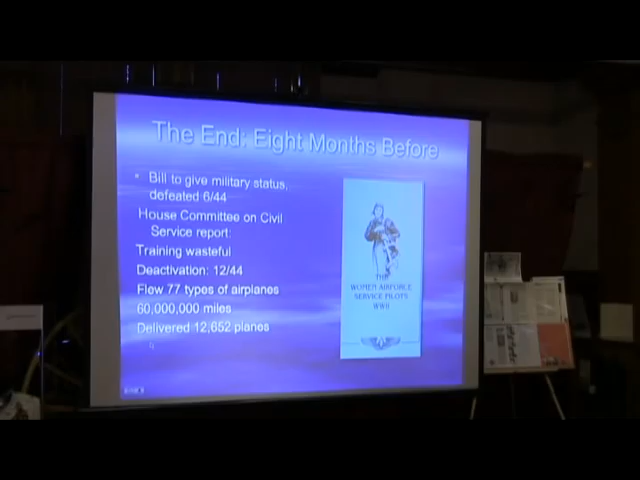 The End: Eight Months Before
Bill to give military status,
defeated 6/44
House Committee on Civil
Service report:
Training wasteful
Deactivation: 12/44
Flew 77 types of airplanes
60,000,000 miles
Delivered 12,652 planes
THE
WOMEN AIRFORCE
SERVICE PILOTS
WWII